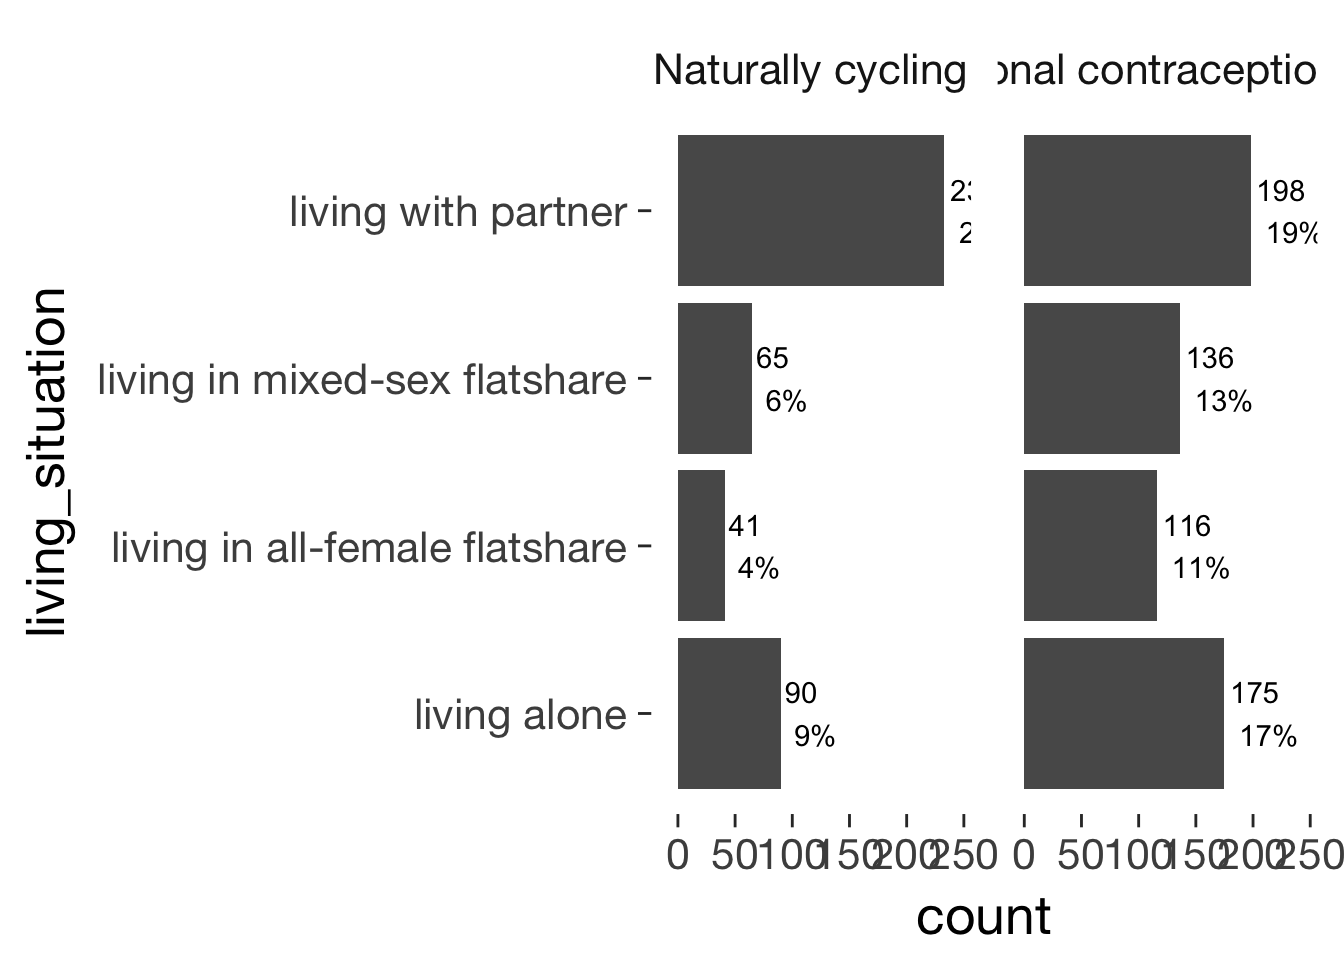 Naturally cycling
contraceptio
living with partner
198
19%
living in mixed-sex flatshare
65
6%
136
13%
living in all-female flatshare
41
4%
116
11%
living alone
90
9%
175
17%
0 50 100 150 200 250
0 50 100 150 200 250
count
living_situation